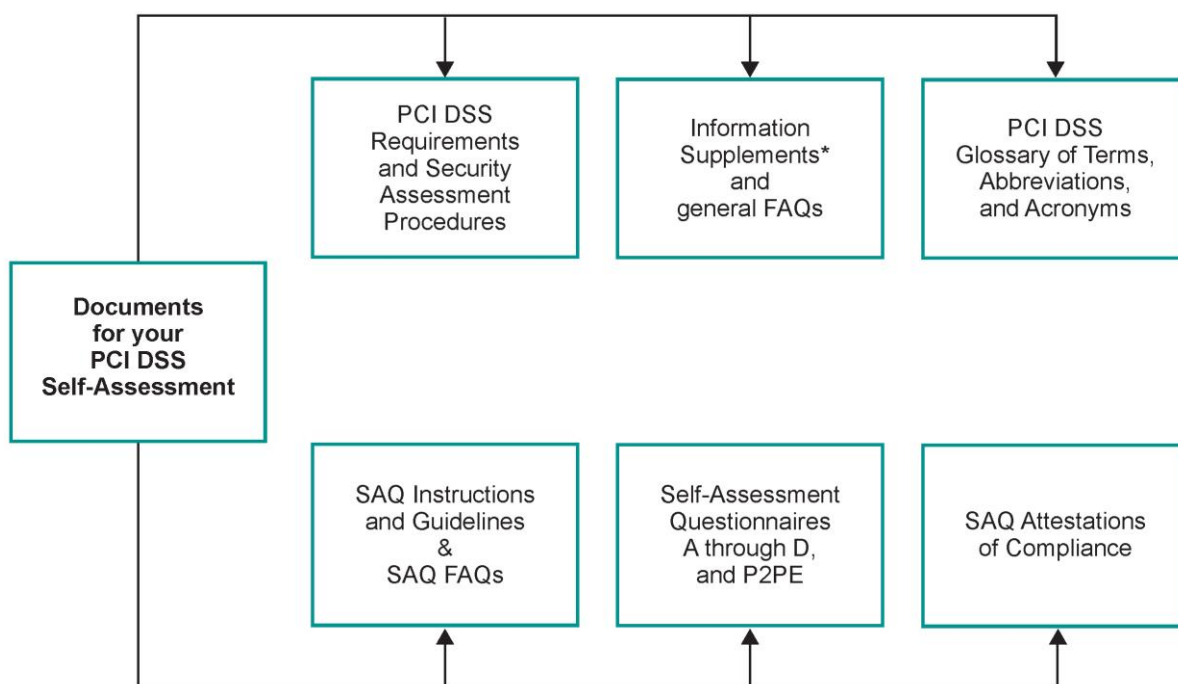 PCI DSS
Requirements
and Security
Assessment
Procedures
Information
Supplements*
and
general FAQs
PCI DSS
Glossary of Terms,
Abbreviations,
and Acronyms
Documents
for your
PCI DSS
Self-Assessment
SAQ Instructions
and Guidelines
&
SAQ FAQs
Self-Assessment
Questionnaires
A through D,
and P2PE
SAQ Attestations
of Compliance